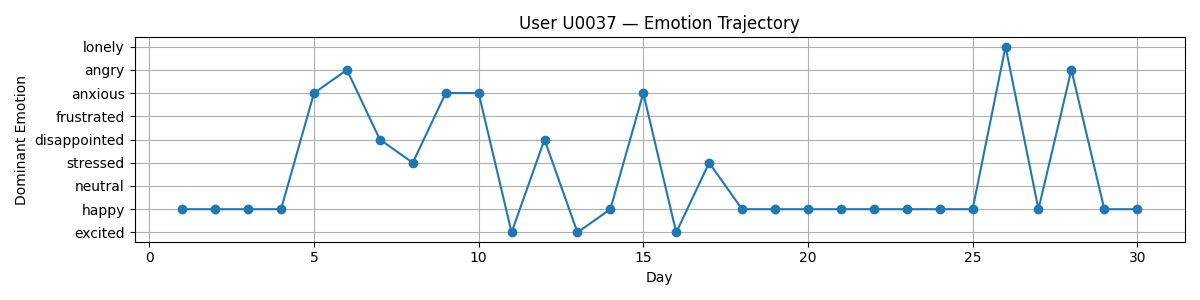 User U0037 — Emotion Trajectory
Dominant Emotion
lonely
angry
anxious
frustrated
disappointed
stressed
neutral
happy
excited
0 5 10 15 20 25 30
Day